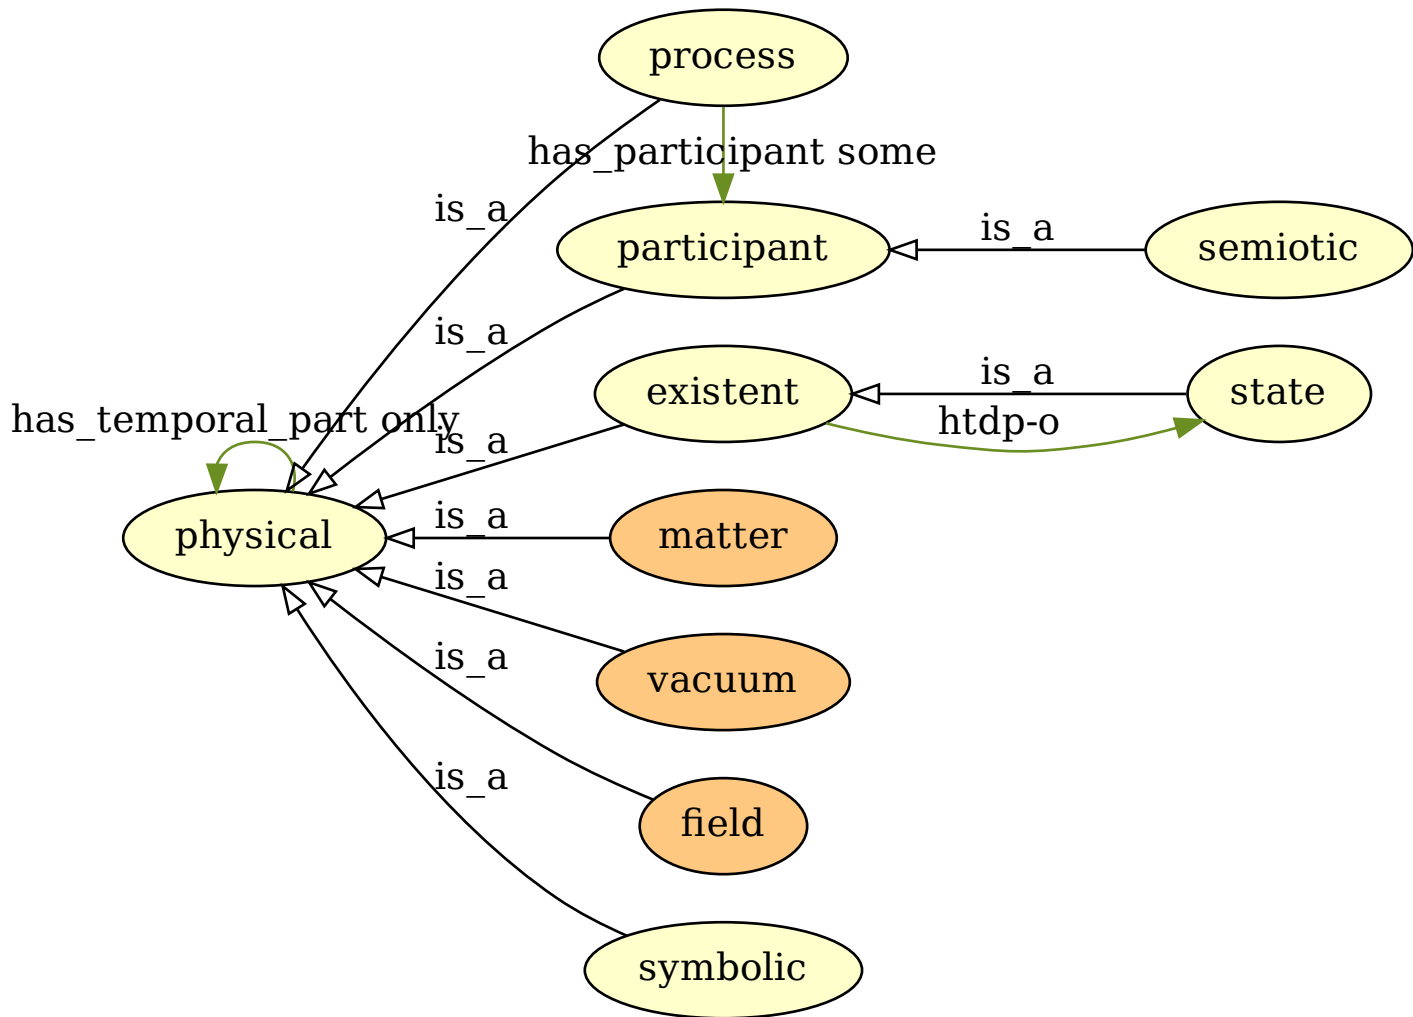 process
has_participant some
is_a
participant
is_a
semiotic
is_a
existent
is_a
state
has_temporal_part only
htdp-o
is_a
physical
is_a
matter
is_a
vacuum
is_a
field
is_a
symbolic